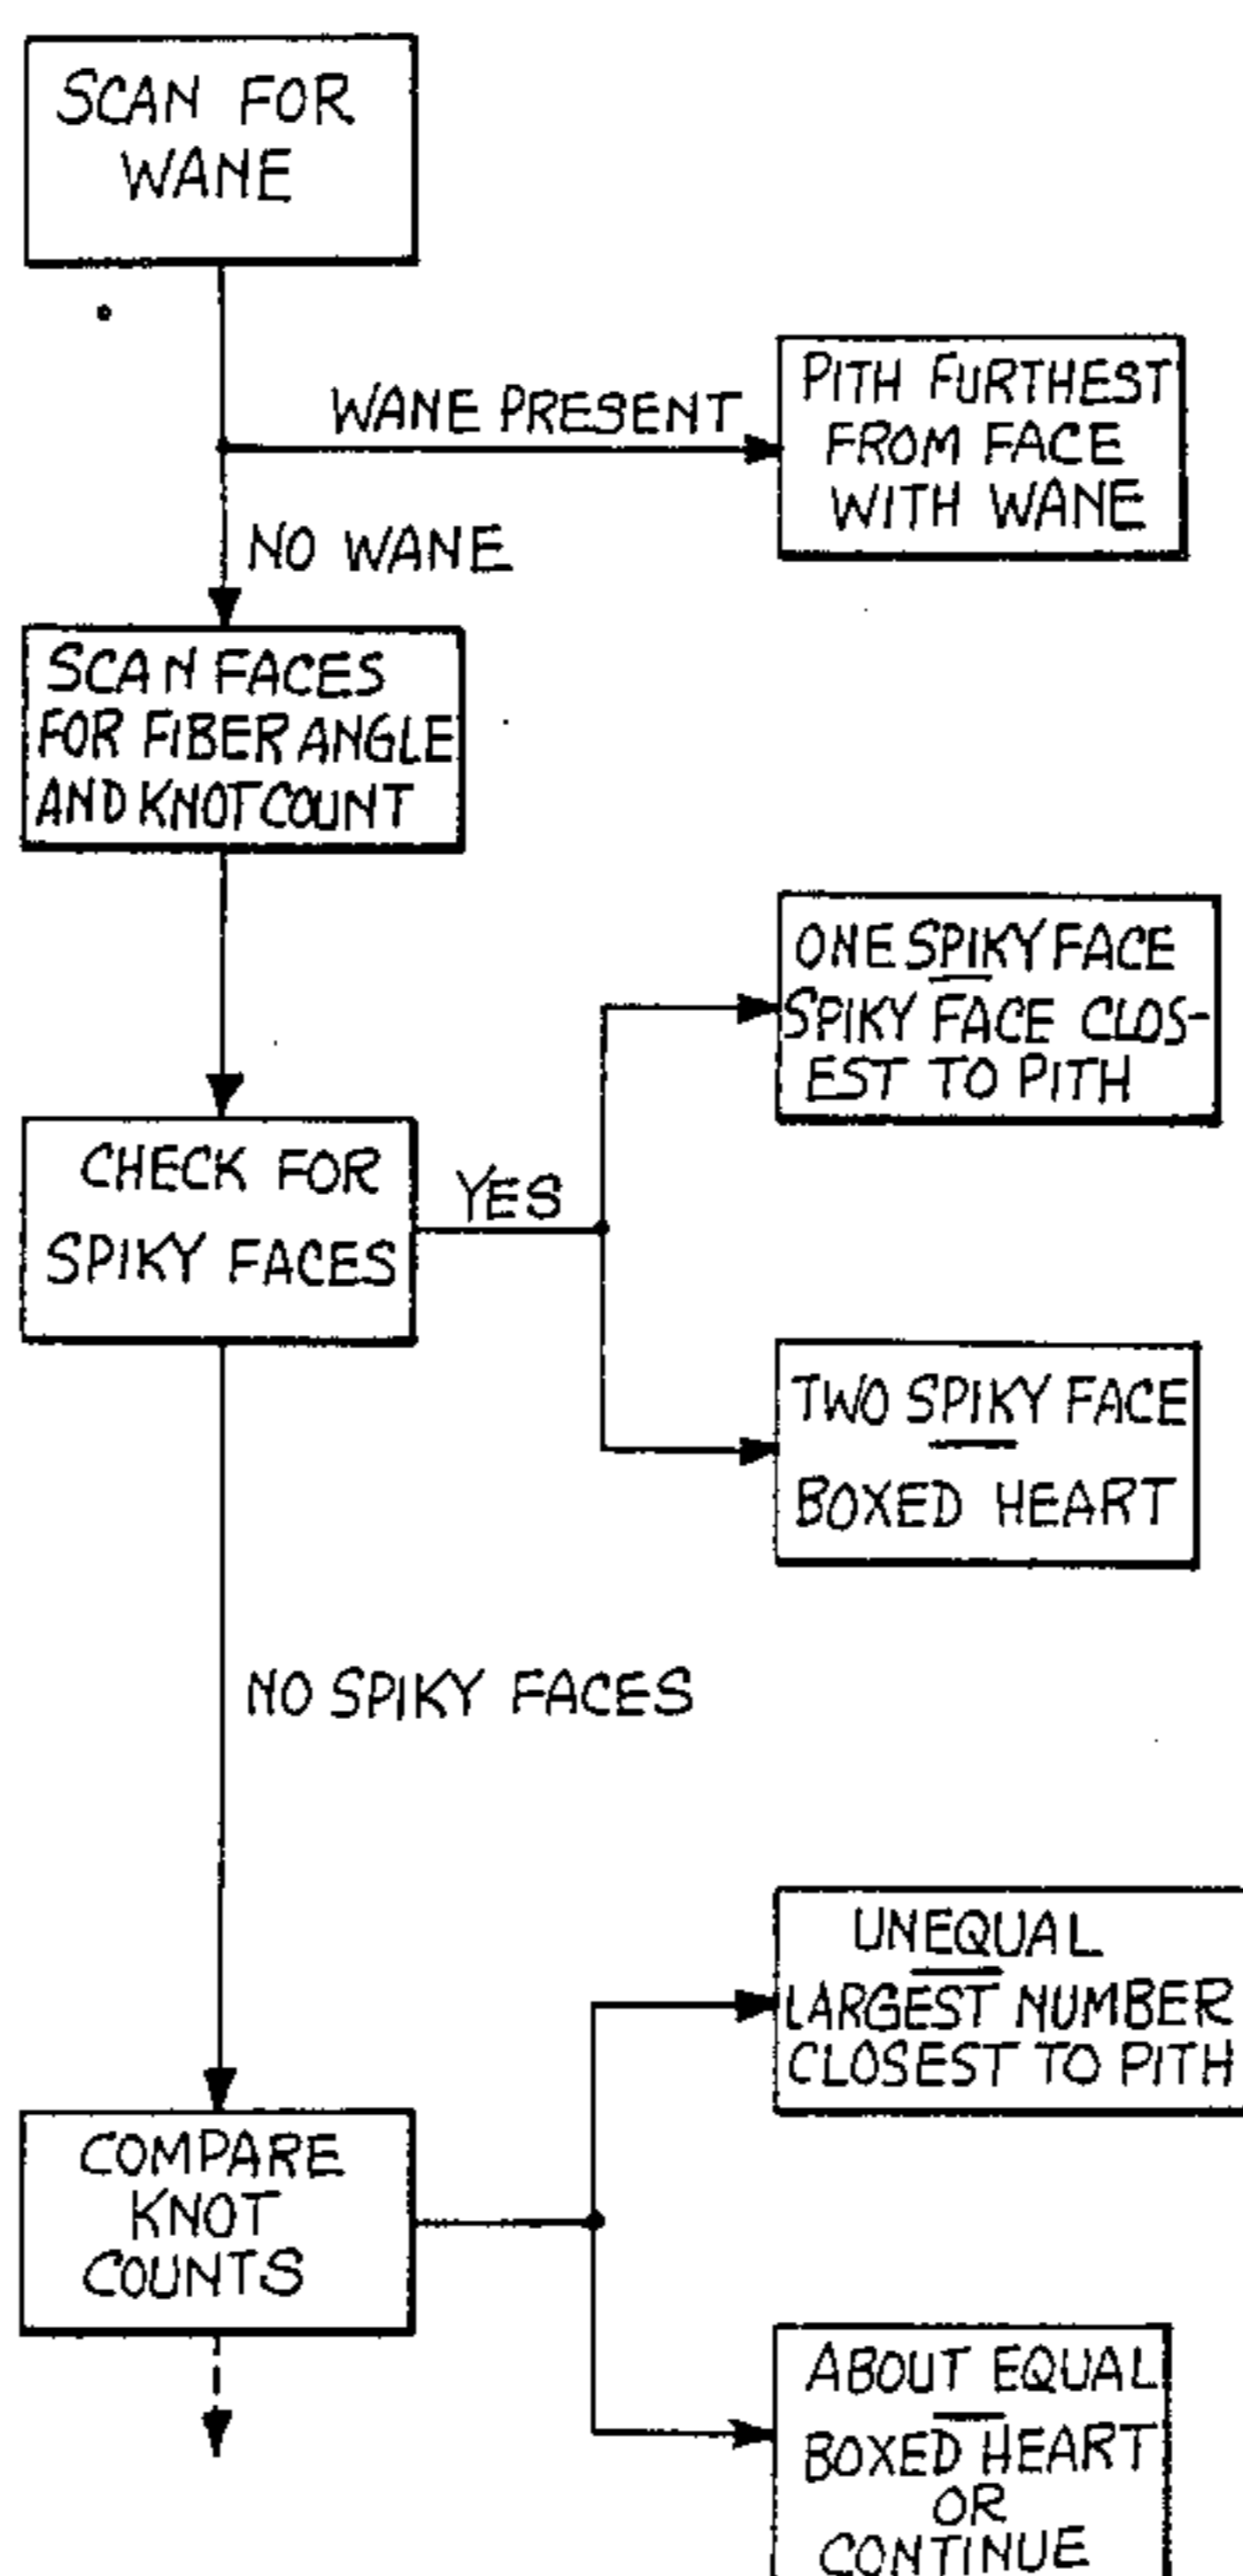 SCAN FOR
WANE
WANE PRESENT
PITH FURTHEST
FROM FACE
WITH WANE
NO WANE
SCAN FACES
FOR FIBER ANGLE
AND KNOT COUNT
ONE SPIKY FACE
SPIKY FACE CLOS-
EST TO PITH
CHECK FOR
SPIKY FACES
YES
TWO SPIKY FACE
BOXED HEART
NO SPIKY FACES
UNEQUAL
LARGEST NUMBER
CLOSEST TO PITH
COMPARE
KNOT
COUNTS
ABOUT EQUAL
BOXED HEART
OR
CONTINUE